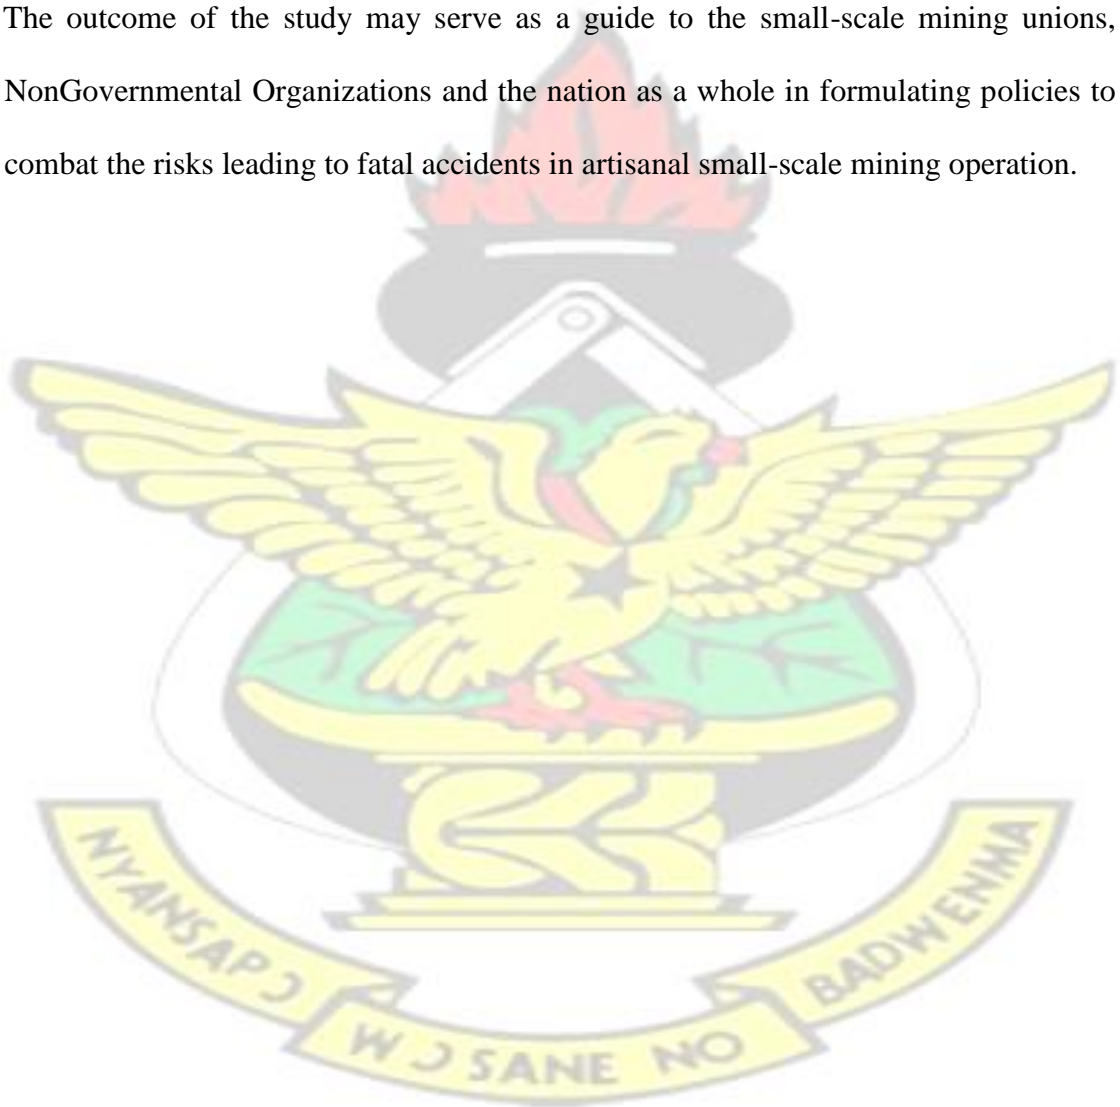 The outcome of the study may serve as a guide to the small-scale mining unions,
NonGovernmental Organizations and the nation as a whole in formulating policies to
combat the risks leading to fatal accidents in artisanal small-scale mining operation.
NYANSAP Ɔ
W Ɔ SANE NO
BADWENMA